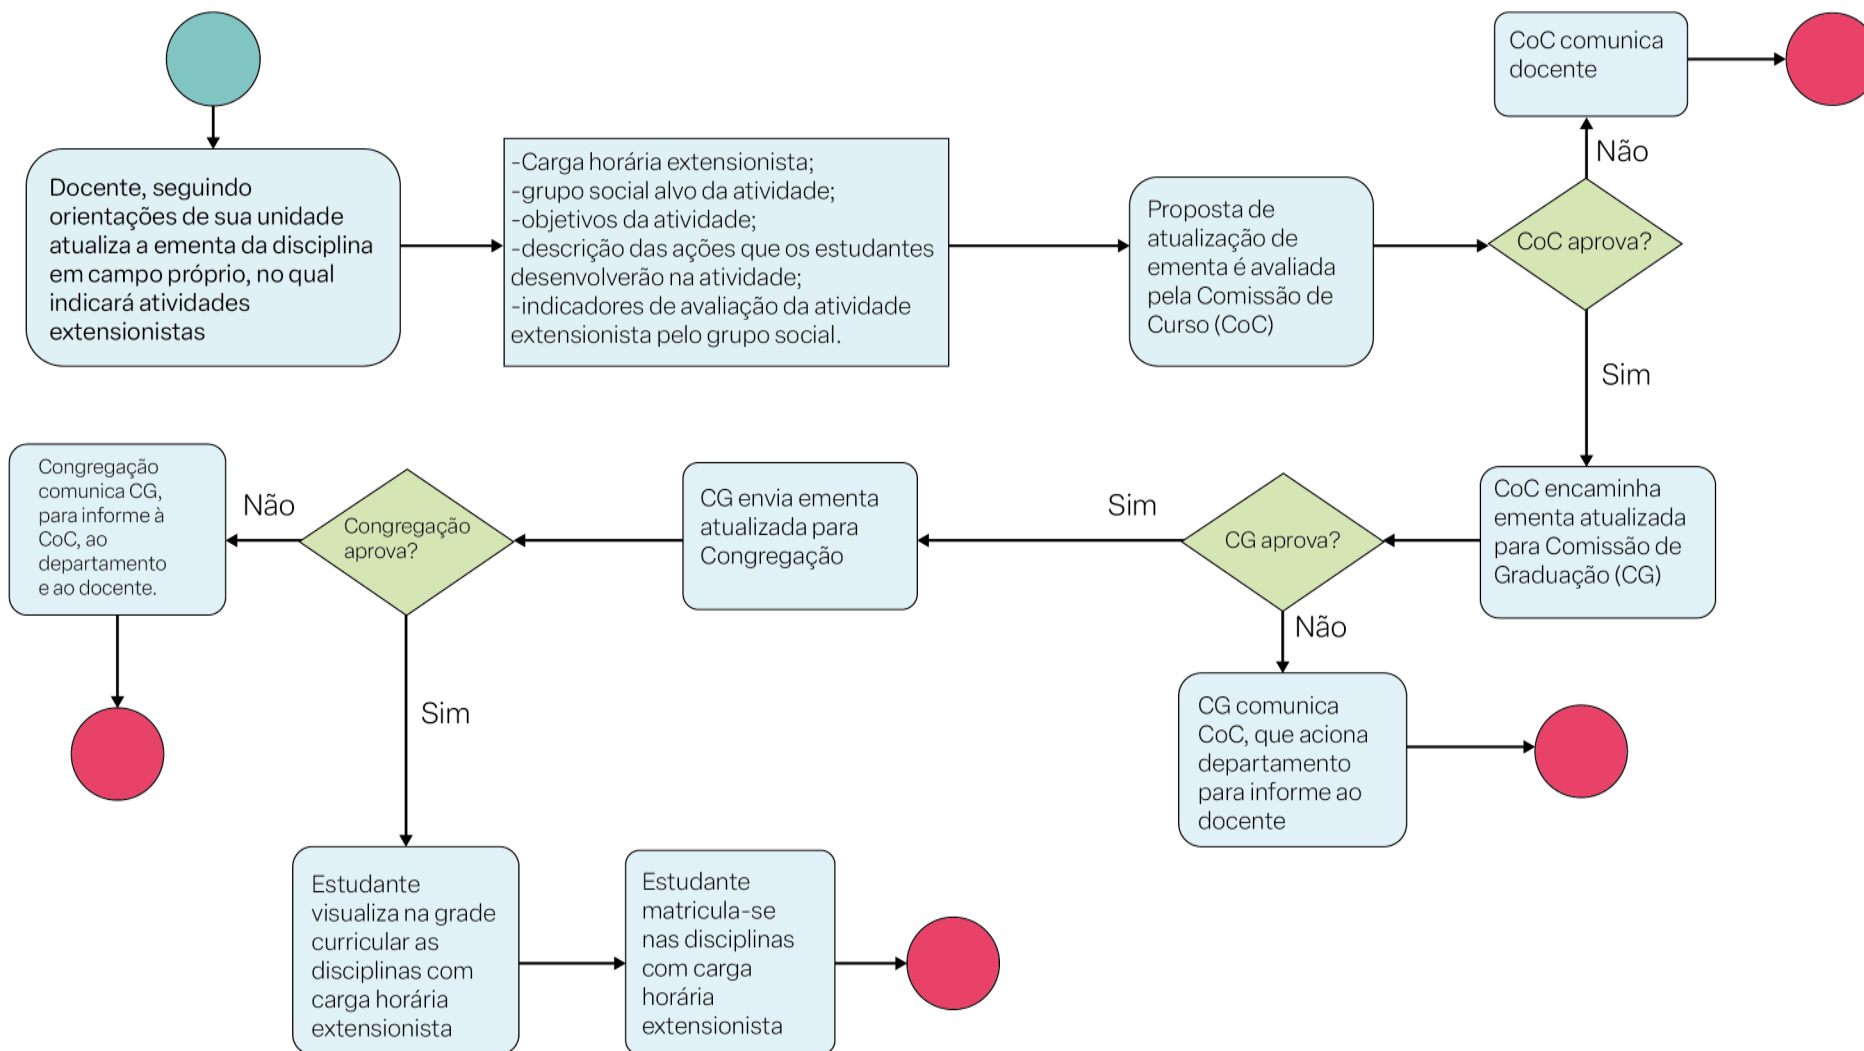 Docente, seguindo
orientações de sua unidade
atualiza a ementa da disciplina
em campo próprio, no qual
indicará atividades
extensionistas
-Carga horária extensionista;
-grupo social alvo da atividade;
-objetivos da atividade;
-descrição das ações que os estudantes
desenvolverão na atividade;
-indicadores de avaliação da atividade
extensionista pelo grupo social.
Proposta de
atualização de
ementa é avaliada
pela Comissão de
Curso (CoC)
CoC aprova?
Não
CoC comunica
docente
Sim
CoC encaminha
ementa atualizada
para Comissão de
Graduação (CG)
CG aprova?
Não
CG comunica
CoC, que aciona
departamento
para informe ao
docente
Sim
CG envia ementa
atualizada para
Congregação
Congregação
aprova?
Não
Congregação
comunica CG,
para informe à
CoC, ao
departamento
e ao docente.
Sim
Estudante
visualiza na grade
curricular as
disciplinas com
carga horária
extensionista
Estudante
matricula-se
nas disciplinas
com carga
horária
extensionista